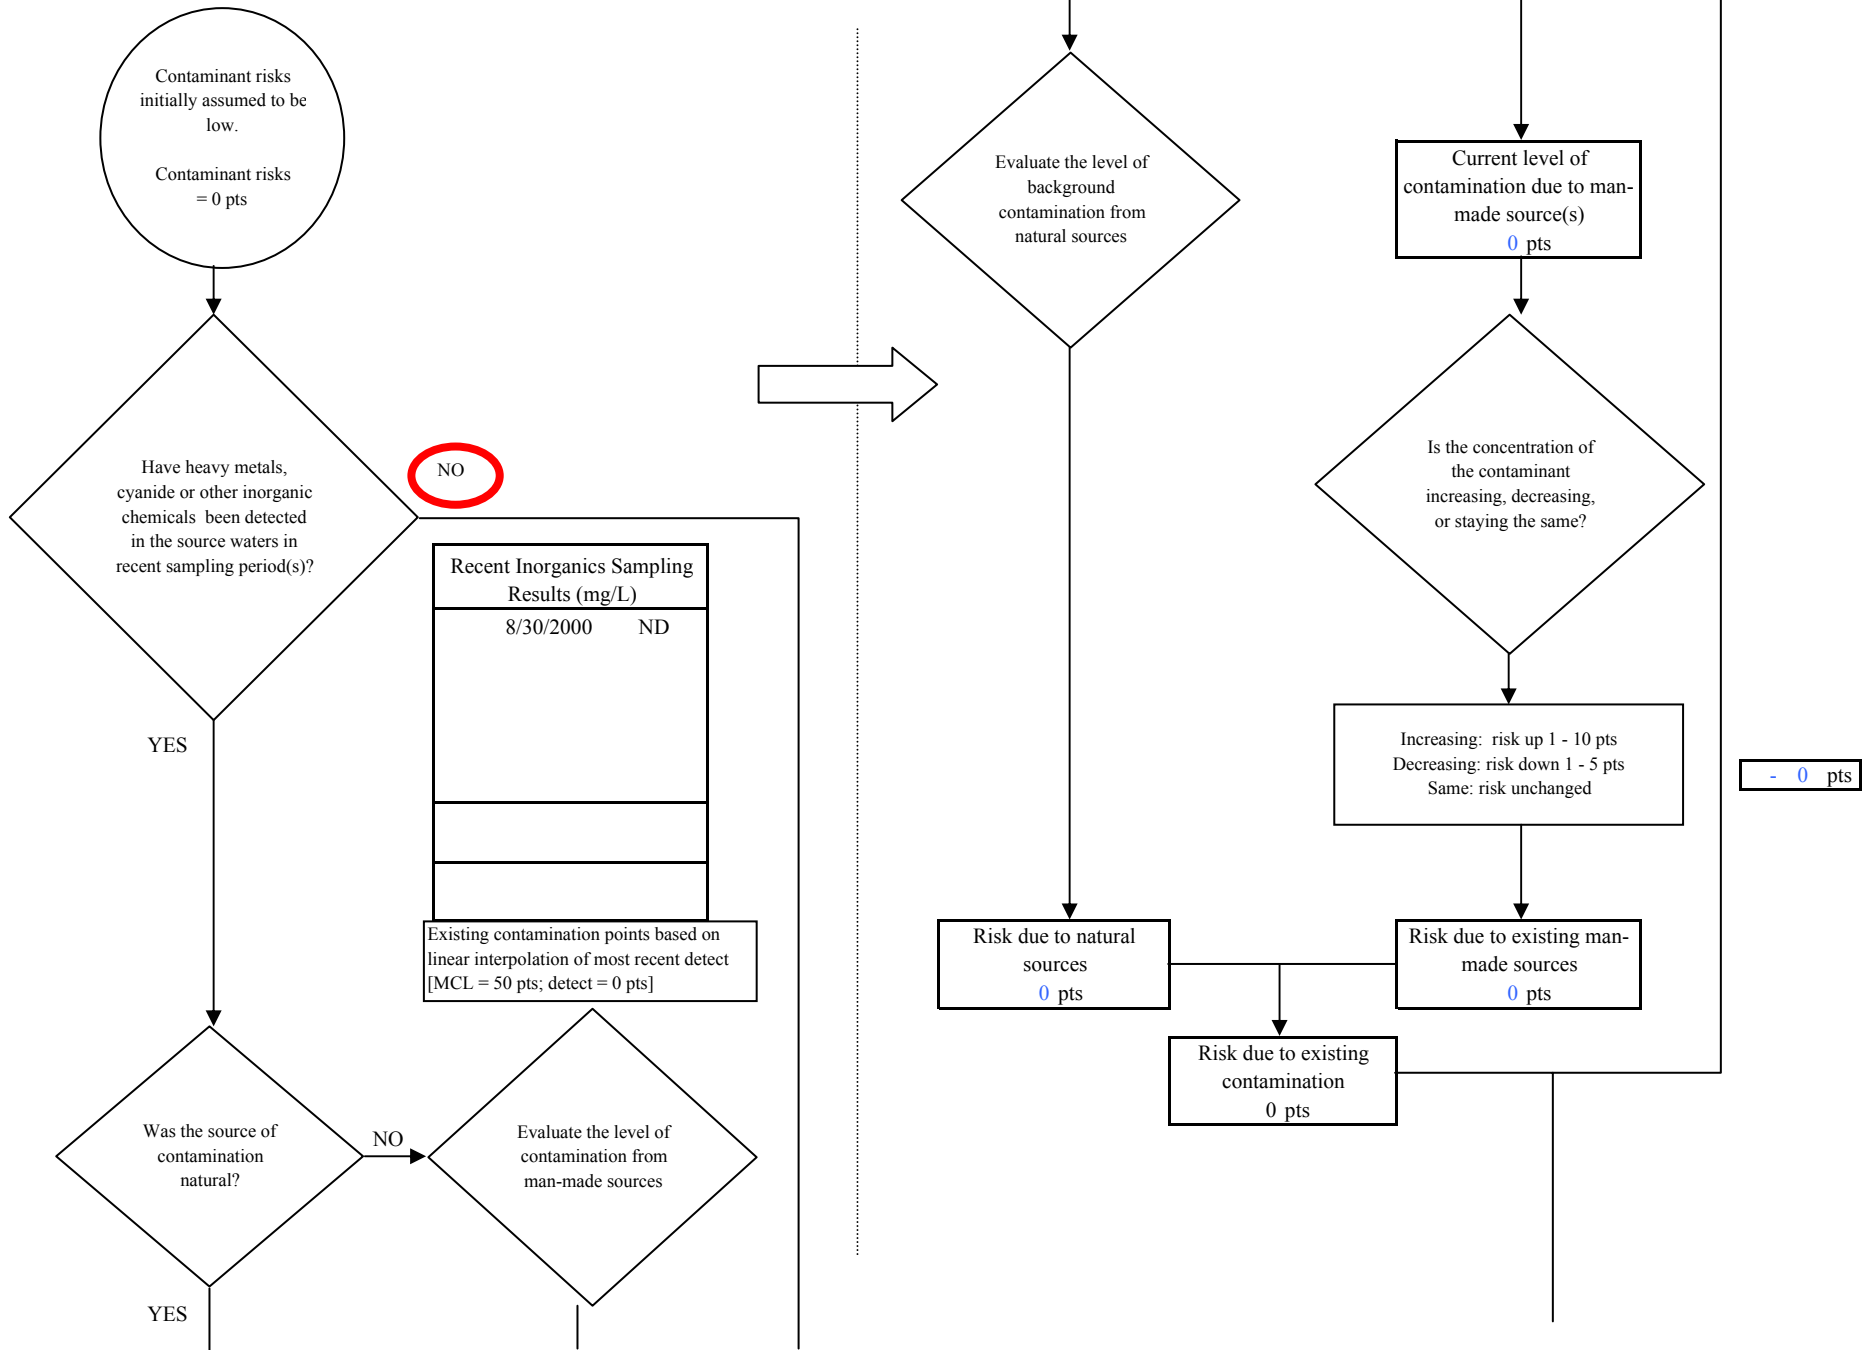 Contaminant risks
initially assumed to be
low.
Contaminant risks
= 0 pts
Have heavy metals,
cyanide or other inorganic
chemicals been detected
in the source waters in
recent sampling period(s)?
NO
YES
Recent Inorganics Sampling
Results (mg/L)
8/30/2000 ND
Existing contamination points based on
linear interpolation of most recent detect
[MCL = 50 pts; detect = 0 pts]
Was the source of
contamination
natural?
NO
YES
Evaluate the level of
contamination from
man-made sources
Evaluate the level of
background
contamination from
natural sources
Current level of
contamination due to man-
made source(s)
0 pts
Is the concentration of
the contaminant
increasing, decreasing,
or staying the same?
Increasing: risk up 1 - 10 pts
Decreasing: risk down 1 - 5 pts
Same: risk unchanged
- 0 pts
Risk due to natural
sources
0 pts
Risk due to existing man-
made sources
0 pts
Risk due to existing
contamination
0 pts